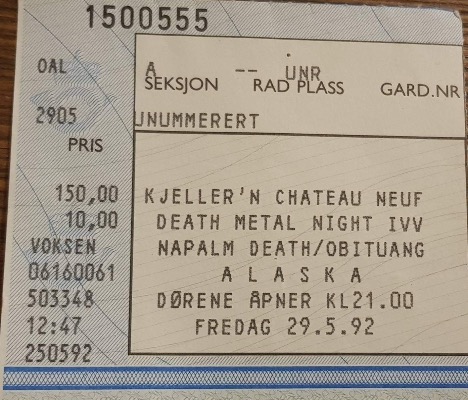 1500555
OAL
A -- UNR
SEKSJON RAD PLASS GARD.NR
2905
UNUMMERERT
PRIS
150,00 KJELLER'N CHATEAU NEUF
10,00 DEATH METAL NIGHT IVV
VOKSEN NAPALM DEATH/OBITUANG
06160061 A L A S K A
503348 DØRENE ÅPNER KL21.00
12:47 FREDAG 29.5.92
250592